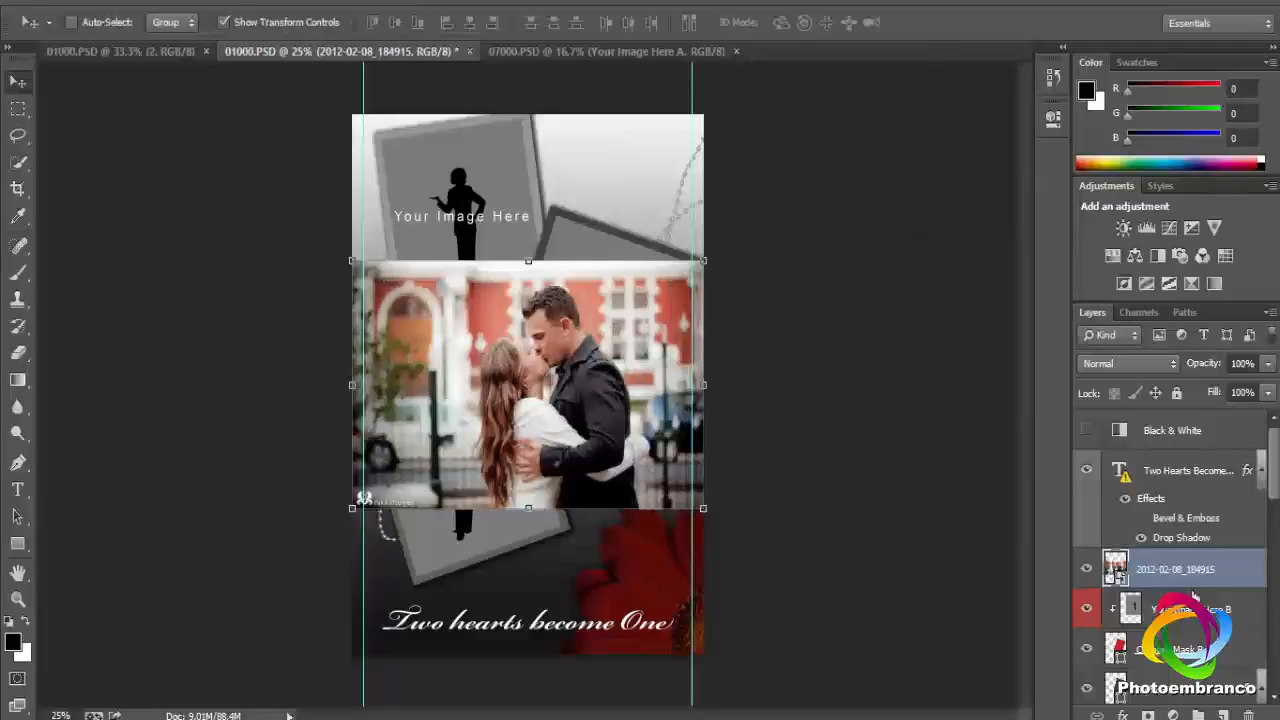 Auto-Select: Group Show Transform Controls 3D Mode: Essentials
01000.PSD @ 33.3% (2, RGB/8) × 01000.PSD @ 25% (2012-02-08_184915, RGB/8) * × 07000.PSD @ 16.7% (Your Image Here A, RGB/8) ×
Color Swatches
R 0
G 0
B 0
Adjustments Styles
Add an adjustment
Your Image Here
Layers Channels Paths
Kind
Normal Opacity: 100%
Lock: Fill: 100%
Black & White
Two Hearts Become... fx
Effects
Bevel & Emboss
Drop Shadow
2012-02-08_184915
Two hearts become One
Photoembranco
25% Doc: 9.01M/88.4M